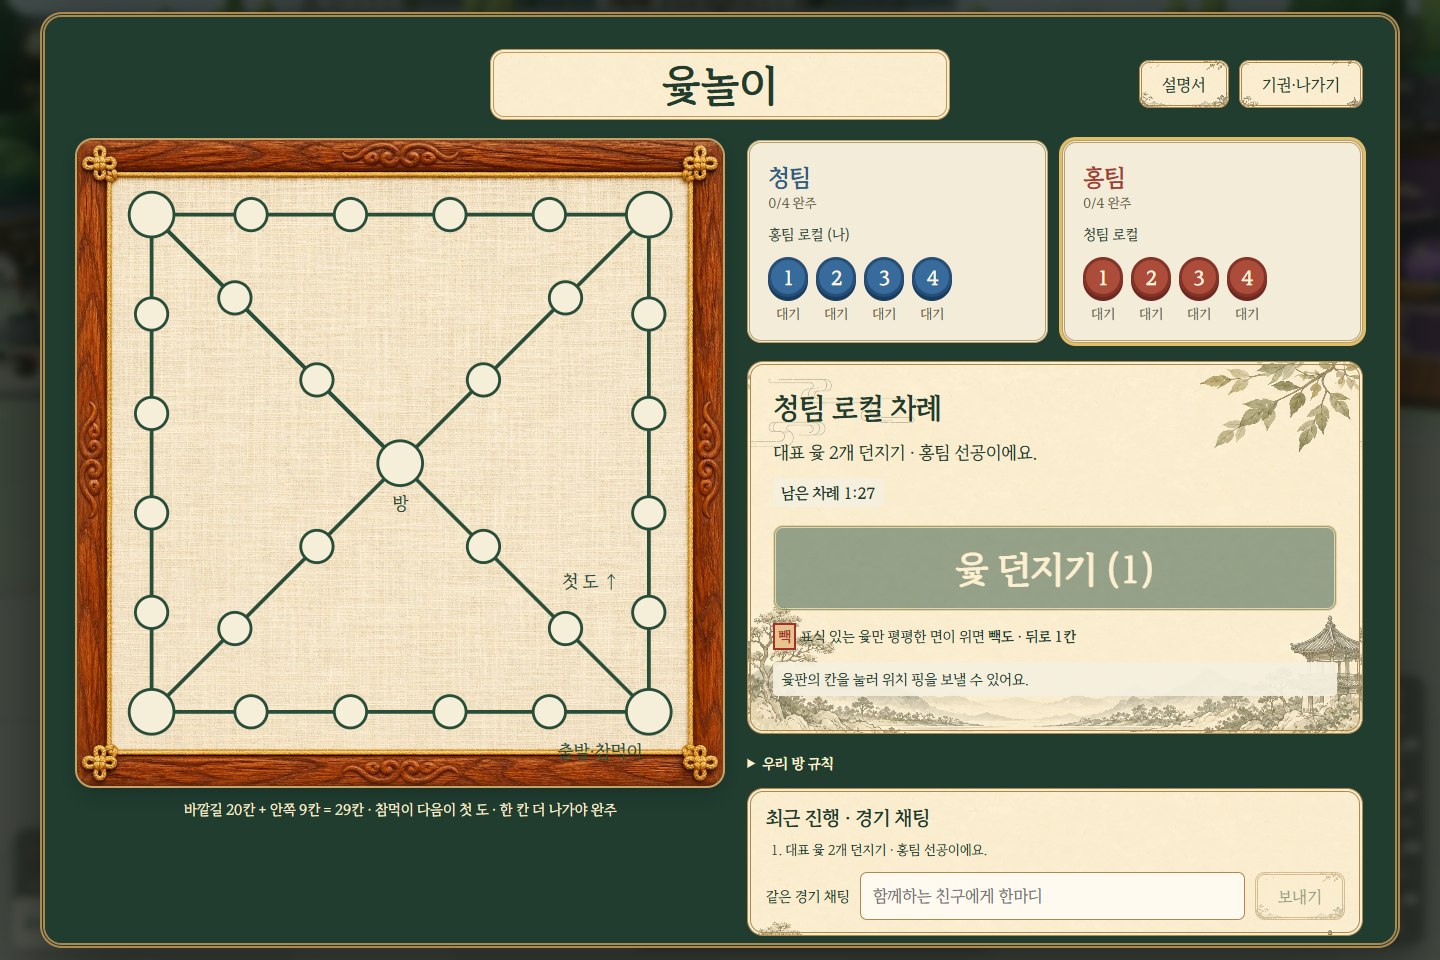 윷놀이
설명서
기권·나가기
청팀
0/4 완주
홍팀 로컬 (나)
1 2 3 4
대기 대기 대기 대기
홍팀
0/4 완주
청팀 로컬
1 2 3 4
대기 대기 대기 대기
방
첫 도 ↑
출발·참먹이
바깥길 20칸 + 안쪽 9칸 = 29칸 · 참먹이 다음이 첫 도 · 한 칸 더 나가야 완주
청팀 로컬 차례
대표 윷 2개 던지기 · 홍팀 선공이에요.
남은 차례 1:27
윷 던지기 (1)
빽 표식 있는 윷만 평평한 면이 위면 빽도 · 뒤로 1칸
윷판의 칸을 눌러 위치 핑을 보낼 수 있어요.
▶ 우리 방 규칙
최근 진행 · 경기 채팅
1. 대표 윷 2개 던지기 · 홍팀 선공이에요.
같은 경기 채팅
함께하는 친구에게 한마디
보내기